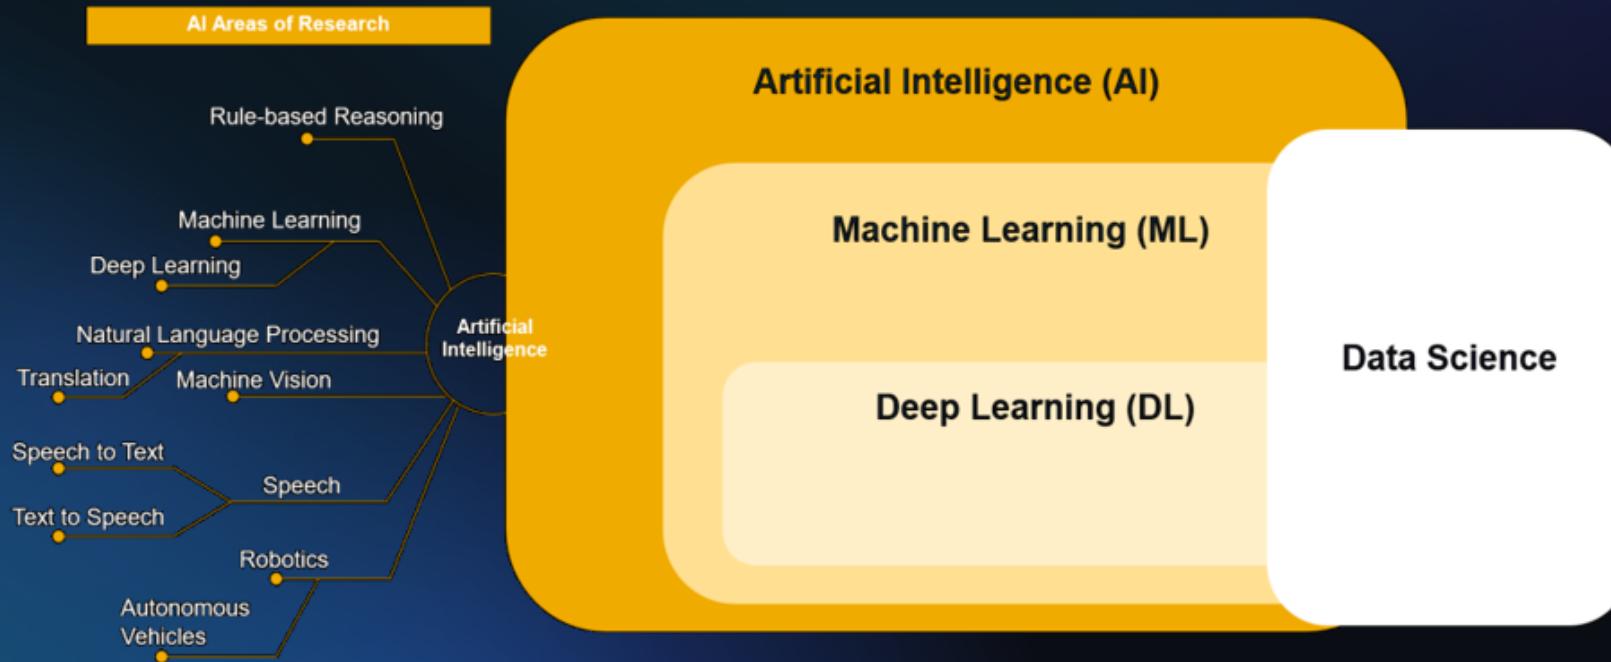 AI Areas of Research
Rule-based Reasoning
Machine Learning
Deep Learning
Natural Language Processing
Translation
Machine Vision
Speech to Text
Speech
Text to Speech
Robotics
Autonomous
Vehicles
Artificial
Intelligence
Artificial Intelligence (AI)
Machine Learning (ML)
Deep Learning (DL)
Data Science